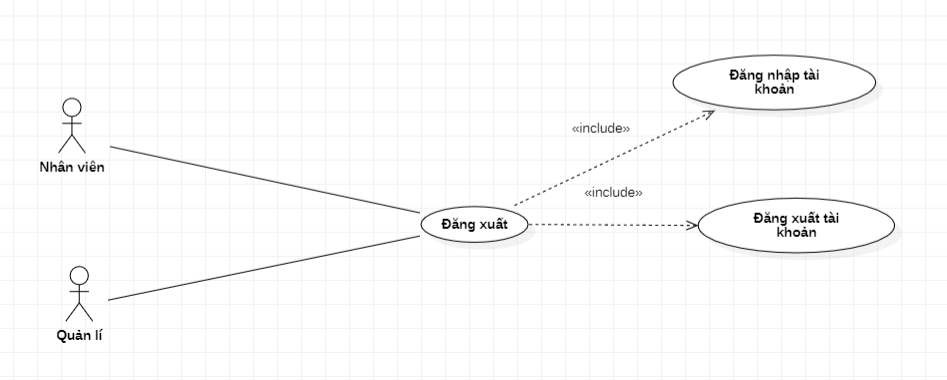 Đăng nhập tài
khoản
«include»
Nhân viên
«include»
Đăng xuất
Đăng xuất tài
khoản
Quản lí